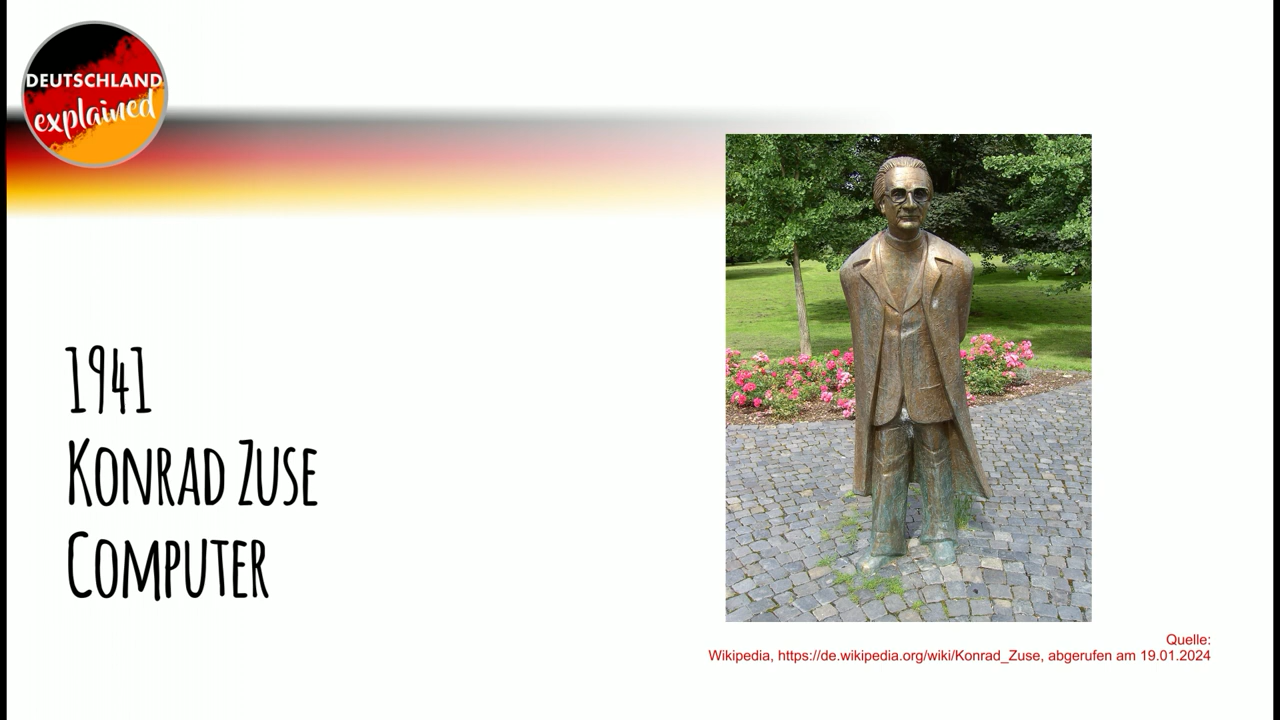 DEUTSCHLAND
explained
1941
Konrad Zuse
Computer
Quelle:
Wikipedia, https://de.wikipedia.org/wiki/Konrad_Zuse, abgerufen am 19.01.2024